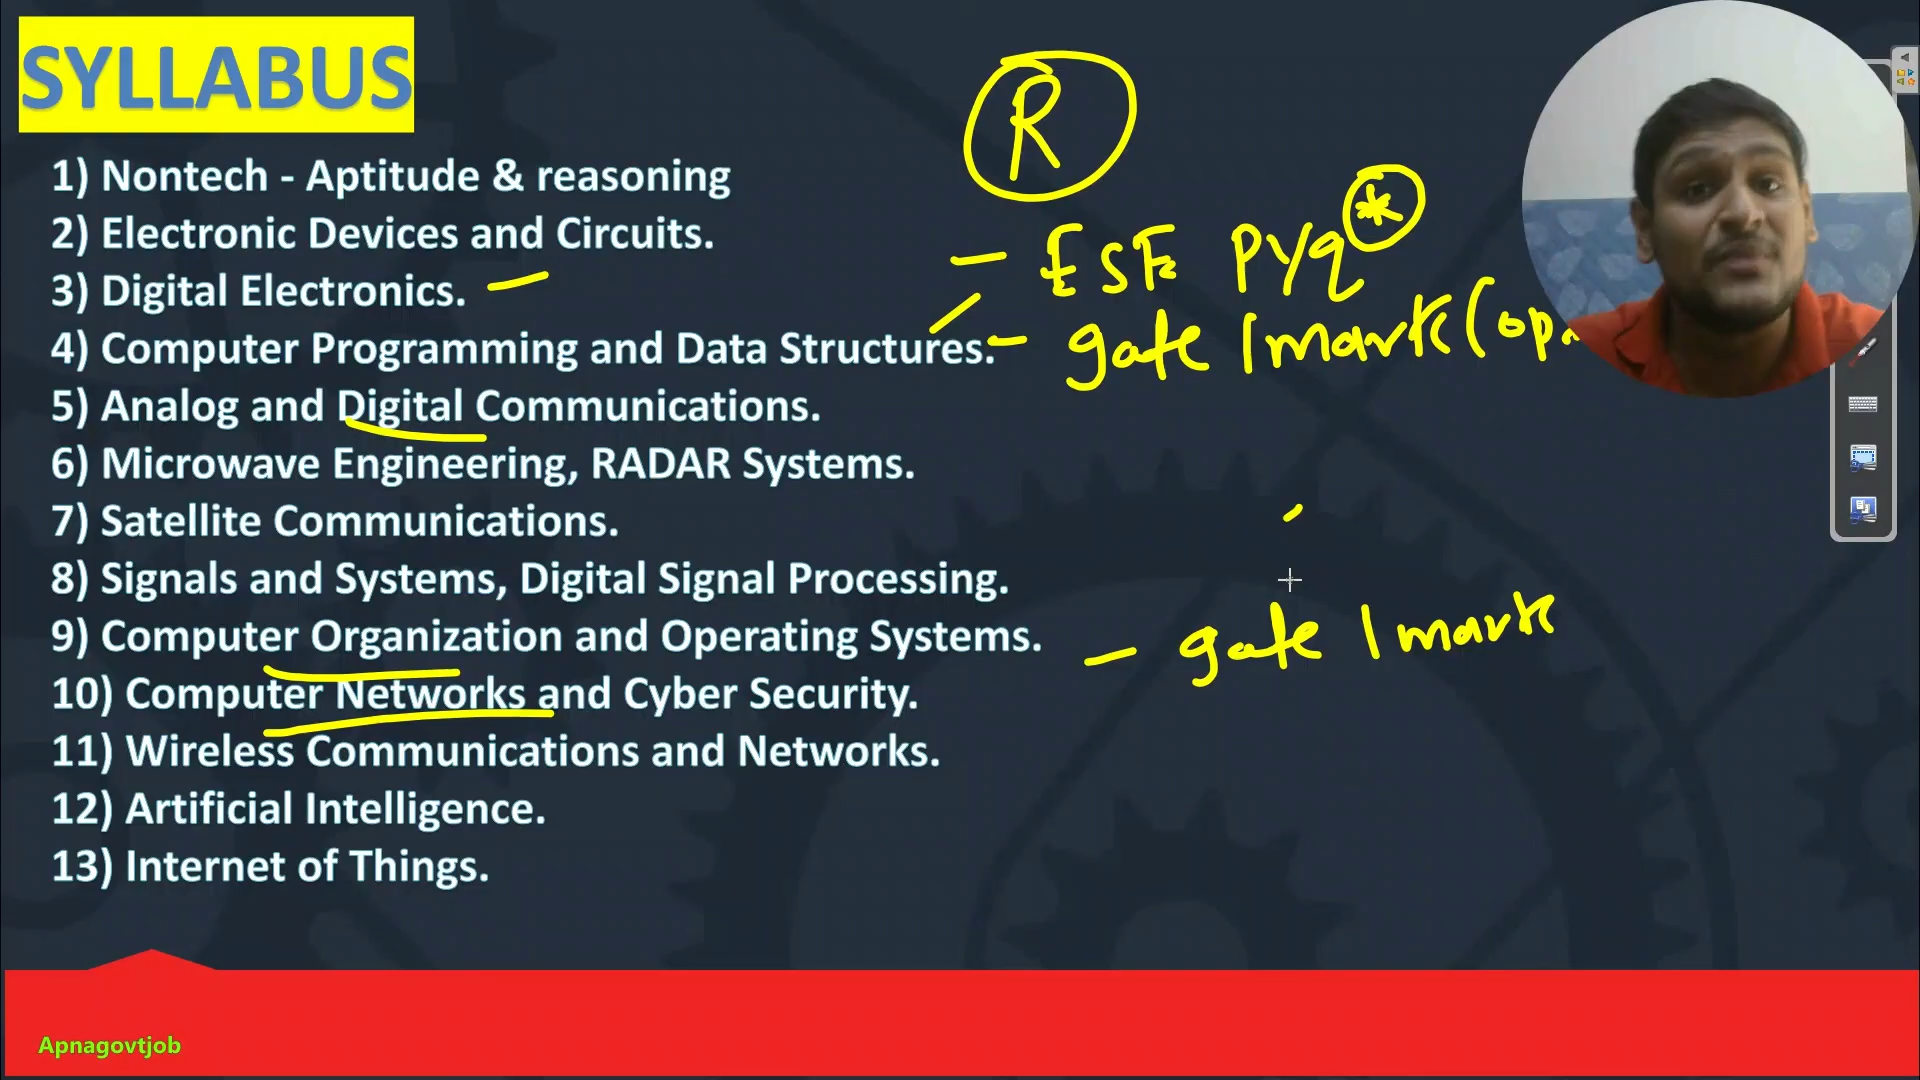 SYLLABUS
R
1) Nontech - Aptitude & reasoning
2) Electronic Devices and Circuits.
ESE PYq *
3) Digital Electronics.
4) Computer Programming and Data Structures.
gate 1mark (op
5) Analog and Digital Communications.
6) Microwave Engineering, RADAR Systems.
7) Satellite Communications.
8) Signals and Systems, Digital Signal Processing.
9) Computer Organization and Operating Systems.
- gate 1 mark
10) Computer Networks and Cyber Security.
11) Wireless Communications and Networks.
12) Artificial Intelligence.
13) Internet of Things.
Apnagovtjob